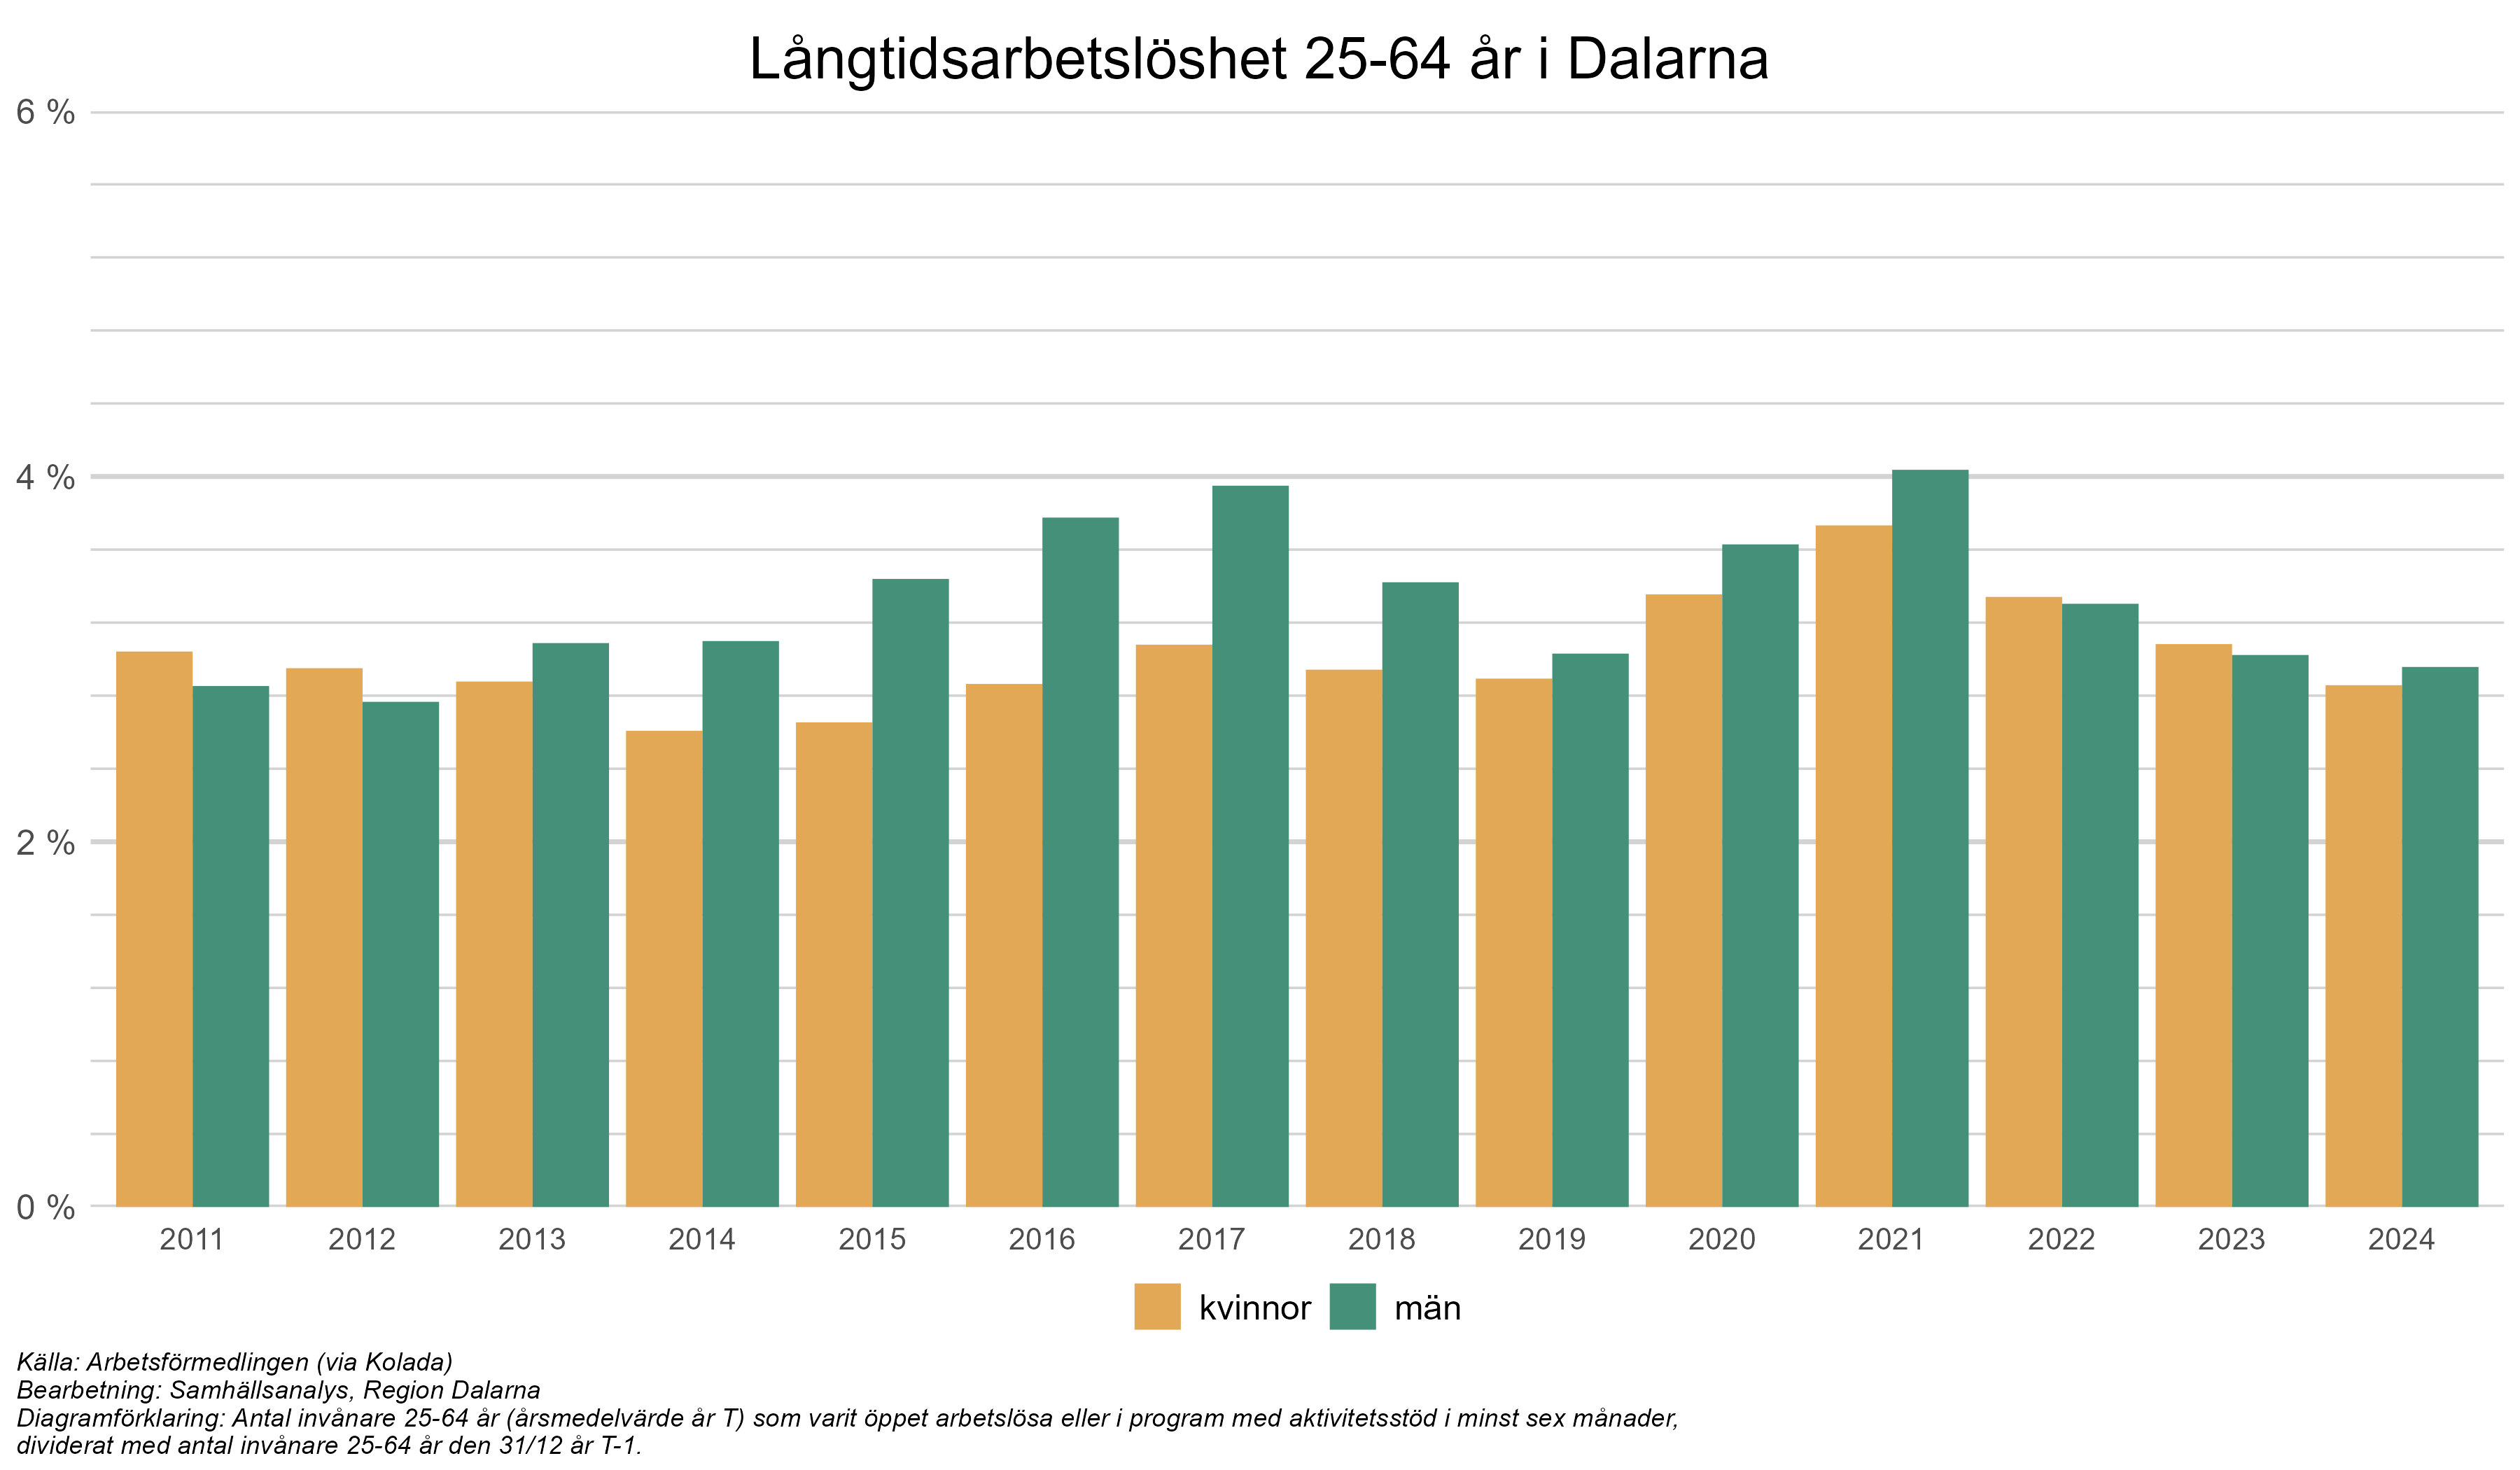 Långtidsarbetslöshet 25-64 år i Dalarna
6 %
4 %
2 %
0 %
2011 2012 2013 2014 2015 2016 2017 2018 2019 2020 2021 2022 2023 2024
kvinnor män
Källa: Arbetsförmedlingen (via Kolada)
Bearbetning: Samhällsanalys, Region Dalarna
Diagramförklaring: Antal invånare 25-64 år (årsmedelvärde år T) som varit öppet arbetslösa eller i program med aktivitetsstöd i minst sex månader,
dividerat med antal invånare 25-64 år den 31/12 år T-1.